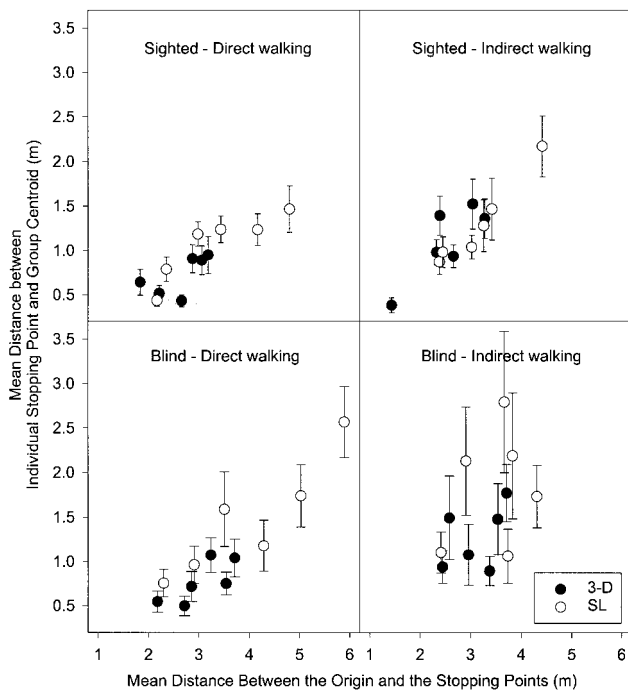 3.5
3.0
2.5
2.0
1.5
1.0
0.5
Sighted - Direct walking
Sighted - Indirect walking
3.5
3.0
2.5
2.0
1.5
1.0
0.5
Blind - Direct walking
Blind - Indirect walking
Mean Distance between
Individual Stopping Point and Group Centroid (m)
3-D
SL
1 2 3 4 5 6 1 2 3 4 5 6
Mean Distance Between the Origin and the Stopping Points (m)